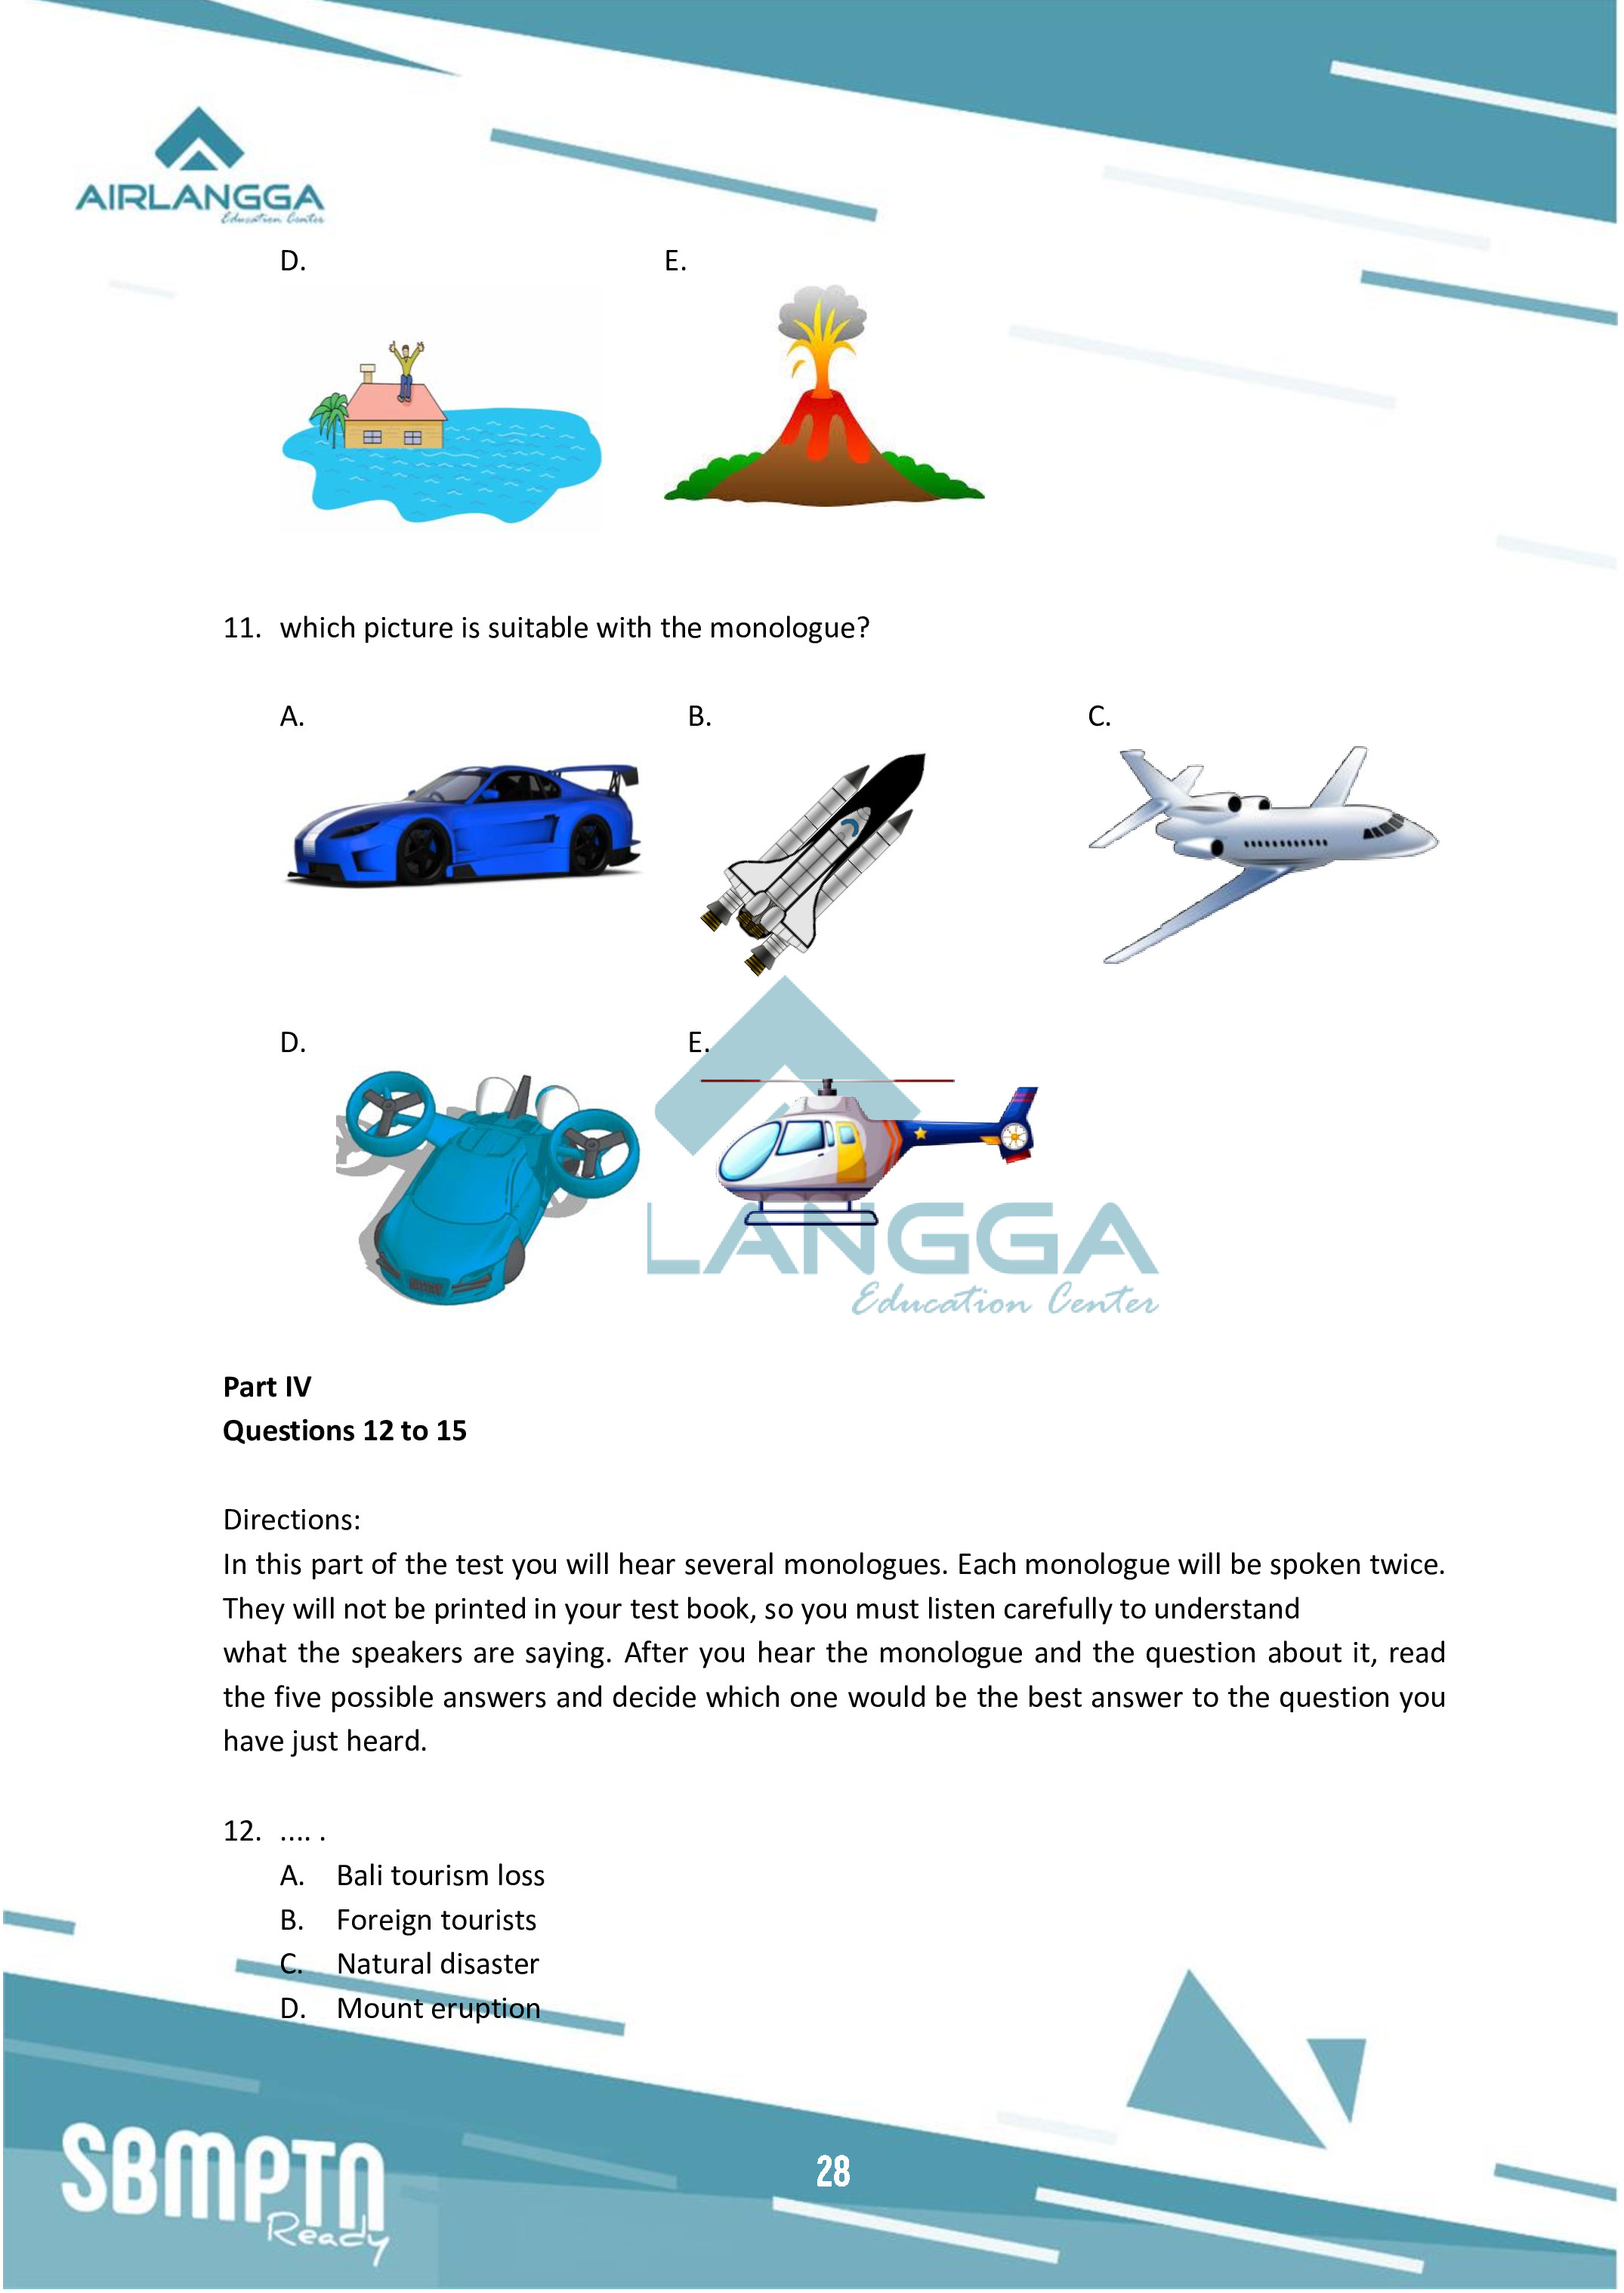 AIRLANGGA
Education Center
D. E.
11. which picture is suitable with the monologue?
A. B. C.
D. E.
LANGGA
Education Center
Part IV
Questions 12 to 15
Directions:
In this part of the test you will hear several monologues. Each monologue will be spoken twice.
They will not be printed in your test book, so you must listen carefully to understand
what the speakers are saying. After you hear the monologue and the question about it, read
the five possible answers and decide which one would be the best answer to the question you
have just heard.
12. .... .
A. Bali tourism loss
B. Foreign tourists
C. Natural disaster
D. Mount eruption
SBMPTN
Ready
28